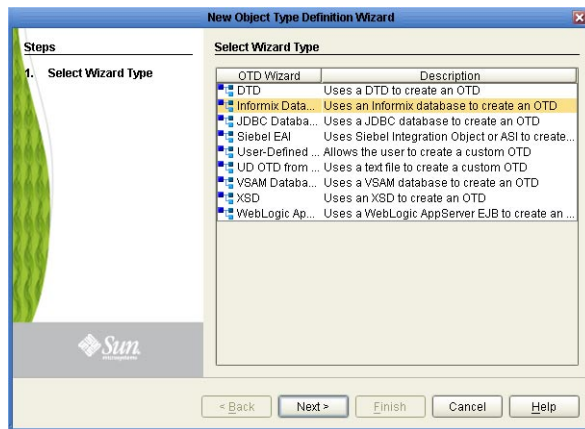 New Object Type Definition Wizard
Steps
1. Select Wizard Type
Select Wizard Type
OTD Wizard Description
DTD Uses a DTD to create an OTD
Informix Data... Uses an Informix database to create an OTD
JDBC Databa... Uses a JDBC database to create an OTD
Siebel EAI Uses Siebel Integration Object or ASI to create...
User-Defined ... Allows the user to create a custom OTD
UD OTD from ... Uses a text file to create a custom OTD
VSAM Databa... Uses a VSAM database to create an OTD
XSD Uses an XSD to create an OTD
WebLogic Ap... Uses a WebLogic AppServer EJB to create an ...
Sun
microsystems
< Back Next > Finish Cancel Help